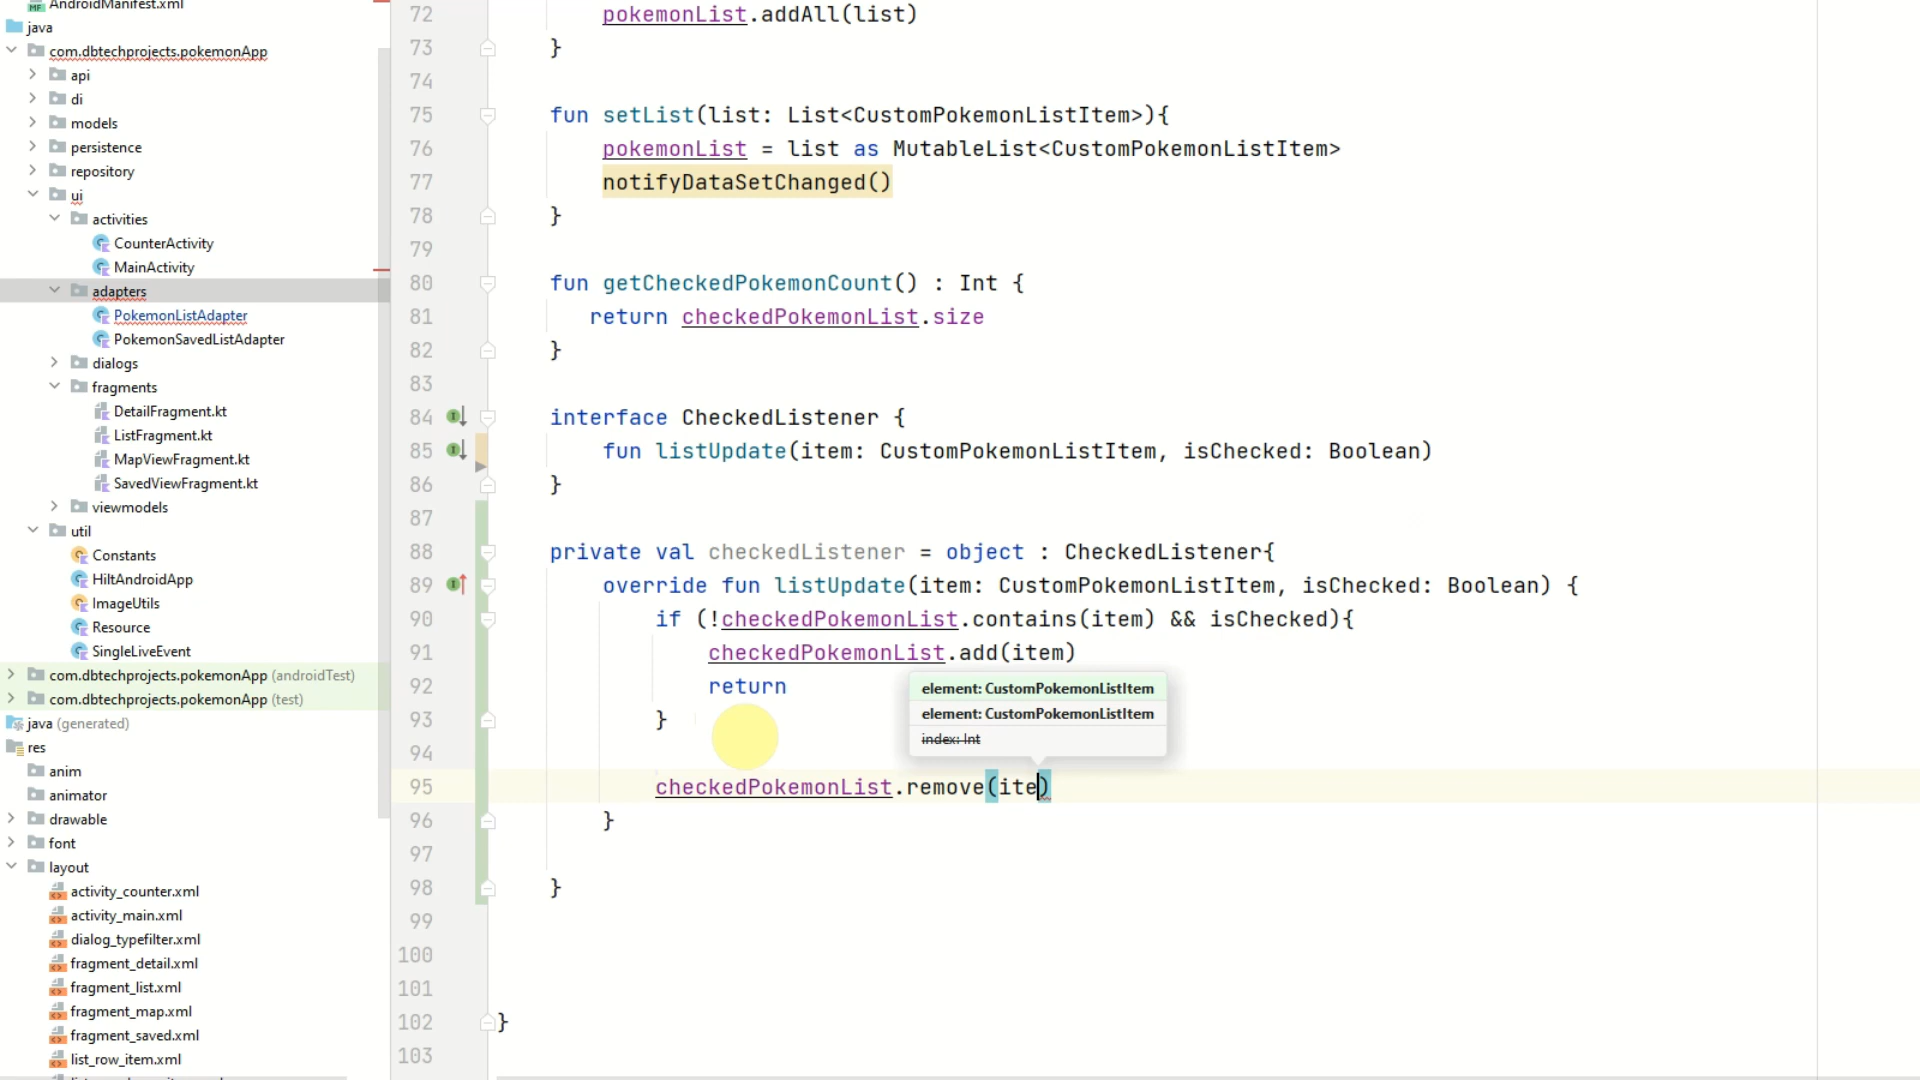 AndroidManifest.xml
java
com.dbtechprojects.pokemonApp
api
di
models
persistence
repository
ui
activities
CounterActivity
MainActivity
adapters
PokemonListAdapter
PokemonSavedListAdapter
dialogs
fragments
DetailFragment.kt
ListFragment.kt
MapViewFragment.kt
SavedViewFragment.kt
viewmodels
util
Constants
HiltAndroidApp
ImageUtils
Resource
SingleLiveEvent
com.dbtechprojects.pokemonApp (androidTest)
com.dbtechprojects.pokemonApp (test)
java (generated)
res
anim
animator
drawable
font
layout
activity_counter.xml
activity_main.xml
dialog_typefilter.xml
fragment_detail.xml
fragment_list.xml
fragment_map.xml
fragment_saved.xml
list_row_item.xml
72 pokemonList.addAll(list)
73 }
74
75 fun setList(list: List<CustomPokemonListItem>){
76 pokemonList = list as MutableList<CustomPokemonListItem>
77 notifyDataSetChanged()
78 }
79
80 fun getCheckedPokemonCount() : Int {
81 return checkedPokemonList.size
82 }
83
84 interface CheckedListener {
85 fun listUpdate(item: CustomPokemonListItem, isChecked: Boolean)
86 }
87
88 private val checkedListener = object : CheckedListener{
89 override fun listUpdate(item: CustomPokemonListItem, isChecked: Boolean) {
90 if (!checkedPokemonList.contains(item) && isChecked){
91 checkedPokemonList.add(item)
92 return
element: CustomPokemonListItem
element: CustomPokemonListItem
index: Int
93 }
94
95 checkedPokemonList.remove(ite)
96 }
97
98 }
99
100
101
102 }
103